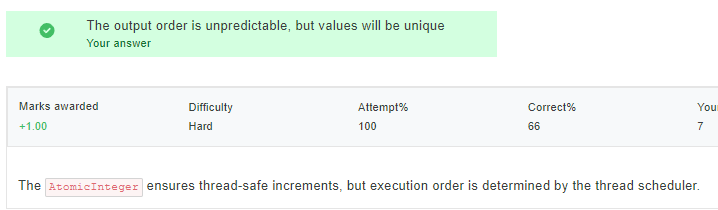 The output order is unpredictable, but values will be unique
Your answer
Marks awarded Difficulty Attempt% Correct%
+1.00 Hard 100 66 7
The AtomicInteger ensures thread-safe increments, but execution order is determined by the thread scheduler.